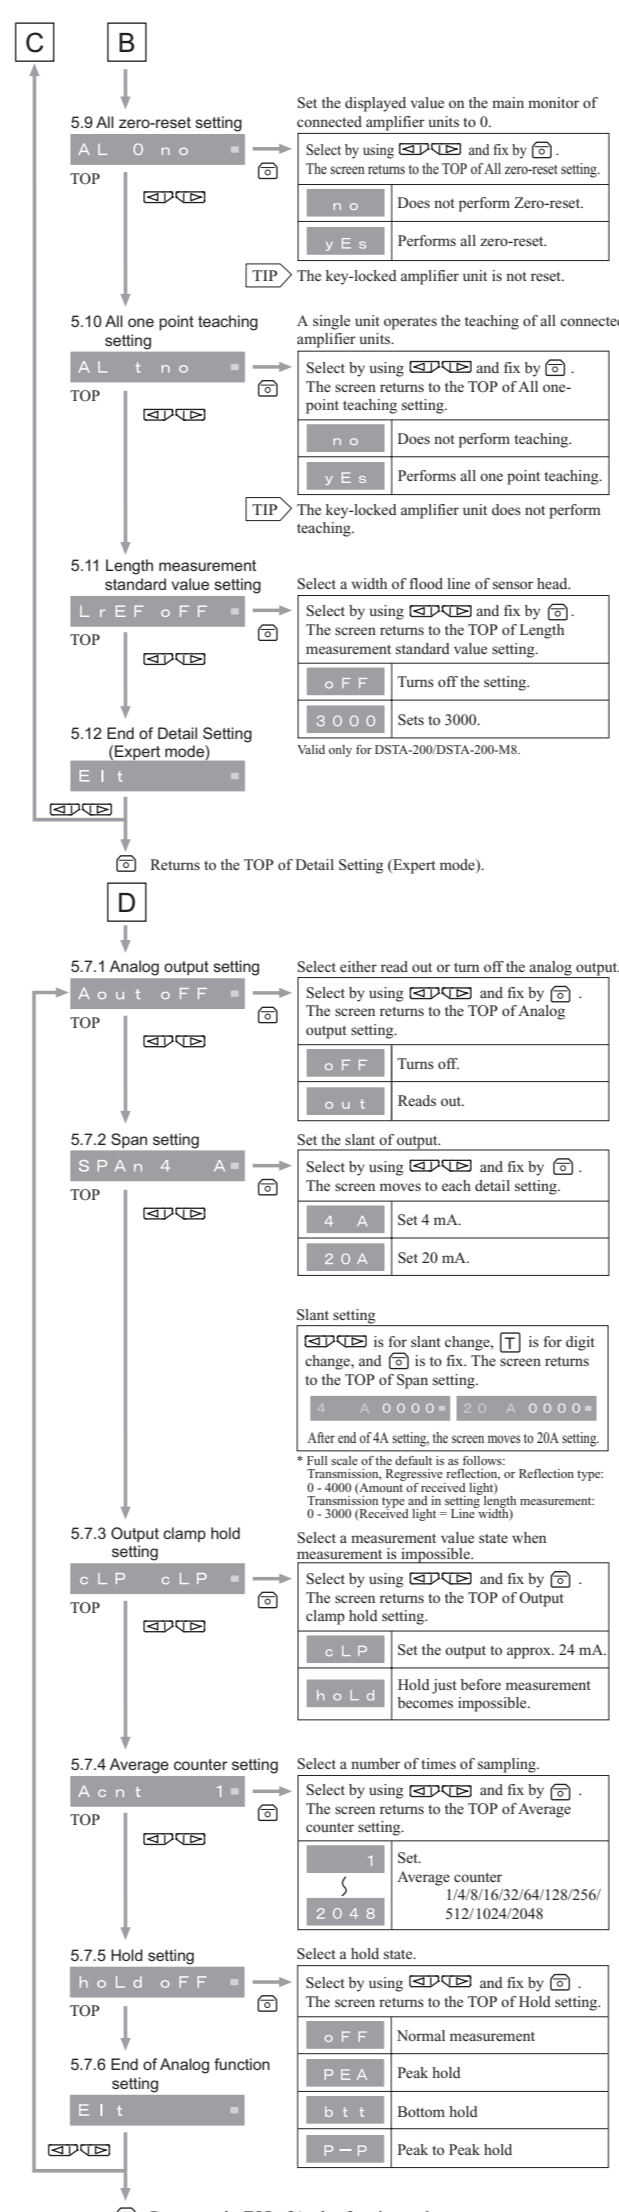 C B
5.9 All zero-reset setting
AL 0 no
TOP
Set the displayed value on the main monitor of
connected amplifier units to 0.
Select by using and fix by .
The screen returns to the TOP of All zero-reset setting.
no Does not perform Zero-reset.
yEs Performs all zero-reset.
TIP The key-locked amplifier unit is not reset.
5.10 All one point teaching
setting
AL t no
TOP
A single unit operates the teaching of all connected
amplifier units.
Select by using and fix by .
The screen returns to the TOP of All one-
point teaching setting.
no Does not perform teaching.
yEs Performs all one point teaching.
TIP The key-locked amplifier unit does not perform
teaching.
5.11 Length measurement
standard value setting
LrEF oFF
TOP
Select a width of flood line of sensor head.
Select by using and fix by .
The screen returns to the TOP of Length
measurement standard value setting.
oFF Turns off the setting.
3000 Sets to 3000.
Valid only for DSTA-200/DSTA-200-M8.
5.12 End of Detail Setting
(Expert mode)
EIt
Returns to the TOP of Detail Setting (Expert mode).
D
5.7.1 Analog output setting
Aout oFF
TOP
Select either read out or turn off the analog output.
Select by using and fix by .
The screen returns to the TOP of Analog
output setting.
oFF Turns off.
out Reads out.
5.7.2 Span setting
SPAn 4 A
TOP
Set the slant of output.
Select by using and fix by .
The screen moves to each detail setting.
4 A Set 4 mA.
20A Set 20 mA.
Slant setting
is for slant change, T is for digit
change, and is to fix. The screen returns
to the TOP of Span setting.
4 A 0000 20 A 0000
After end of 4A setting, the screen moves to 20A setting.
* Full scale of the default is as follows:
Transmission, Regressive reflection, or Reflection type:
0 - 4000 (Amount of received light)
Transmission type and in setting length measurement:
0 - 3000 (Received light = Line width)
5.7.3 Output clamp hold
setting
cLP cLP
TOP
Select a measurement value state when
measurement is impossible.
Select by using and fix by .
The screen returns to the TOP of Output
clamp hold setting.
cLP Set the output to approx. 24 mA.
hoLd Hold just before measurement
becomes impossible.
5.7.4 Average counter setting
Acnt 1
TOP
Select a number of times of sampling.
Select by using and fix by .
The screen returns to the TOP of Average
counter setting.
1 Set.
Average counter
1/4/8/16/32/64/128/256/
2048 512/1024/2048
5.7.5 Hold setting
hoLd oFF
TOP
Select a hold state.
Select by using and fix by .
The screen returns to the TOP of Hold setting.
oFF Normal measurement
PEA Peak hold
btt Bottom hold
P-P Peak to Peak hold
5.7.6 End of Analog function
setting
EIt